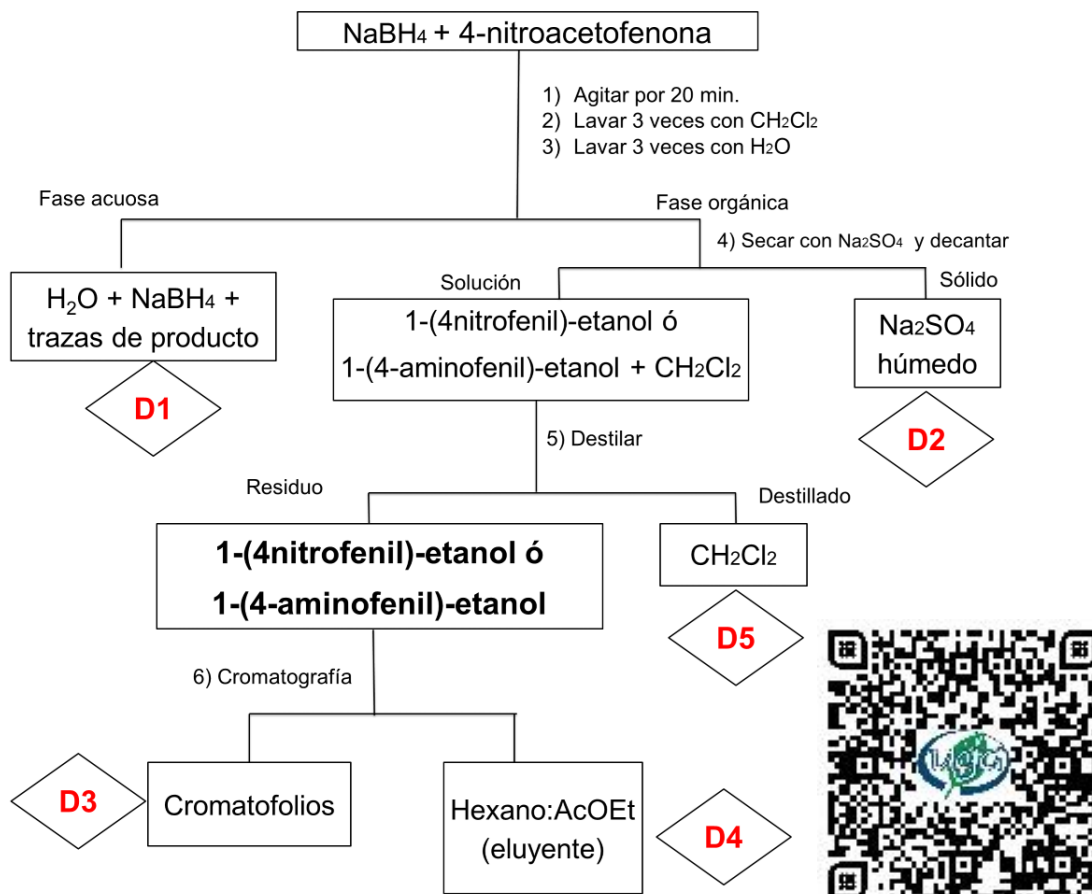 NaBH₄ + 4-nitroacetofenona
1) Agitar por 20 min.
2) Lavar 3 veces con CH₂Cl₂
3) Lavar 3 veces con H₂O
Fase acuosa
Fase orgánica
4) Secar con Na₂SO₄ y decantar
Solución
Sólido
H₂O + NaBH₄ +
trazas de producto
1-(4nitrofenil)-etanol ó
1-(4-aminofenil)-etanol + CH₂Cl₂
Na₂SO₄
húmedo
D1
D2
5) Destilar
Residuo
Destillado
1-(4nitrofenil)-etanol ó
1-(4-aminofenil)-etanol
CH₂Cl₂
D5
6) Cromatografía
D3
Cromatofolios
Hexano:AcOEt
(eluyente)
D4